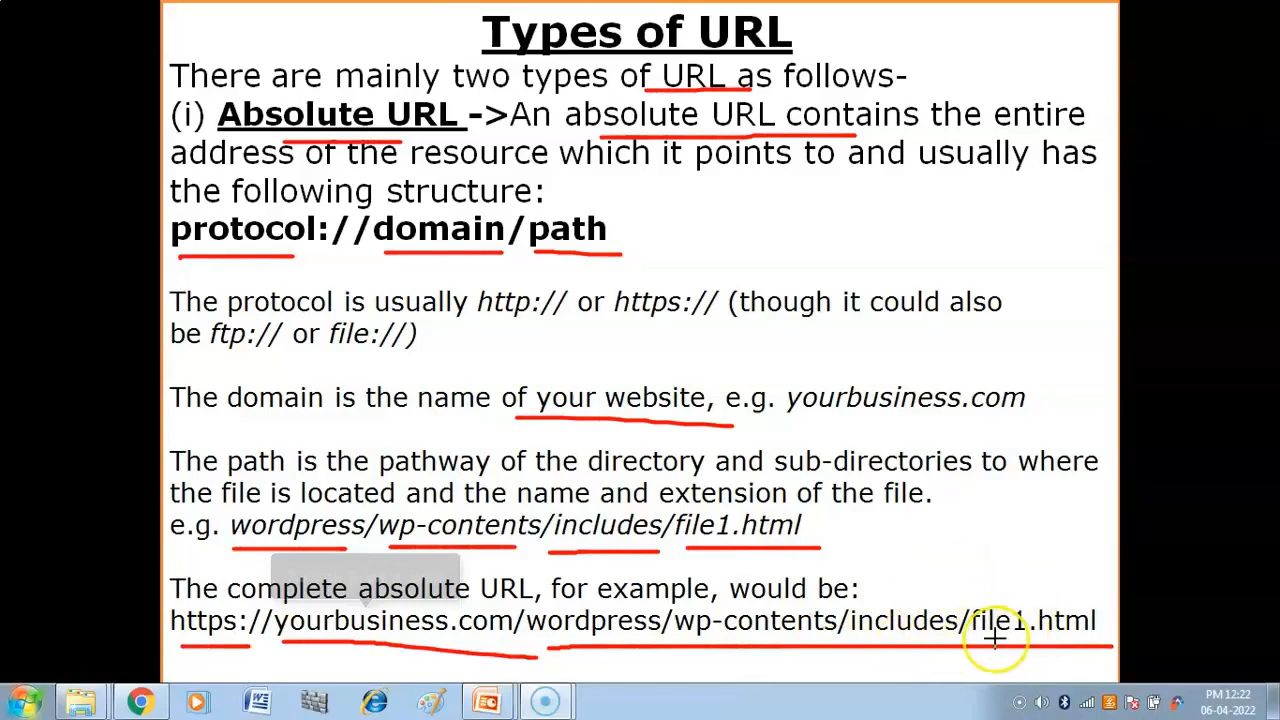 Types of URL
There are mainly two types of URL as follows-
(i) Absolute URL ->An absolute URL contains the entire
address of the resource which it points to and usually has
the following structure:
protocol://domain/path
The protocol is usually http:// or https:// (though it could also
be ftp:// or file://)
The domain is the name of your website, e.g. yourbusiness.com
The path is the pathway of the directory and sub-directories to where
the file is located and the name and extension of the file.
e.g. wordpress/wp-contents/includes/file1.html
The complete absolute URL, for example, would be:
https://yourbusiness.com/wordpress/wp-contents/includes/file1.html
PM 12:22
06-04-2022